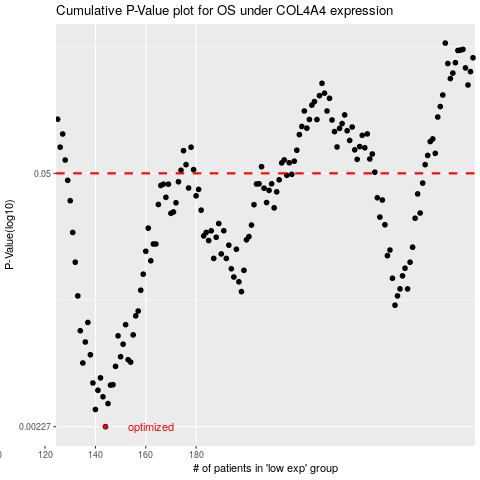 Cumulative P-Value plot for OS under COL4A4 expression
P-Value(log10)
0.05
0.00227
optimized
0 120 140 160 180
# of patients in 'low exp' group